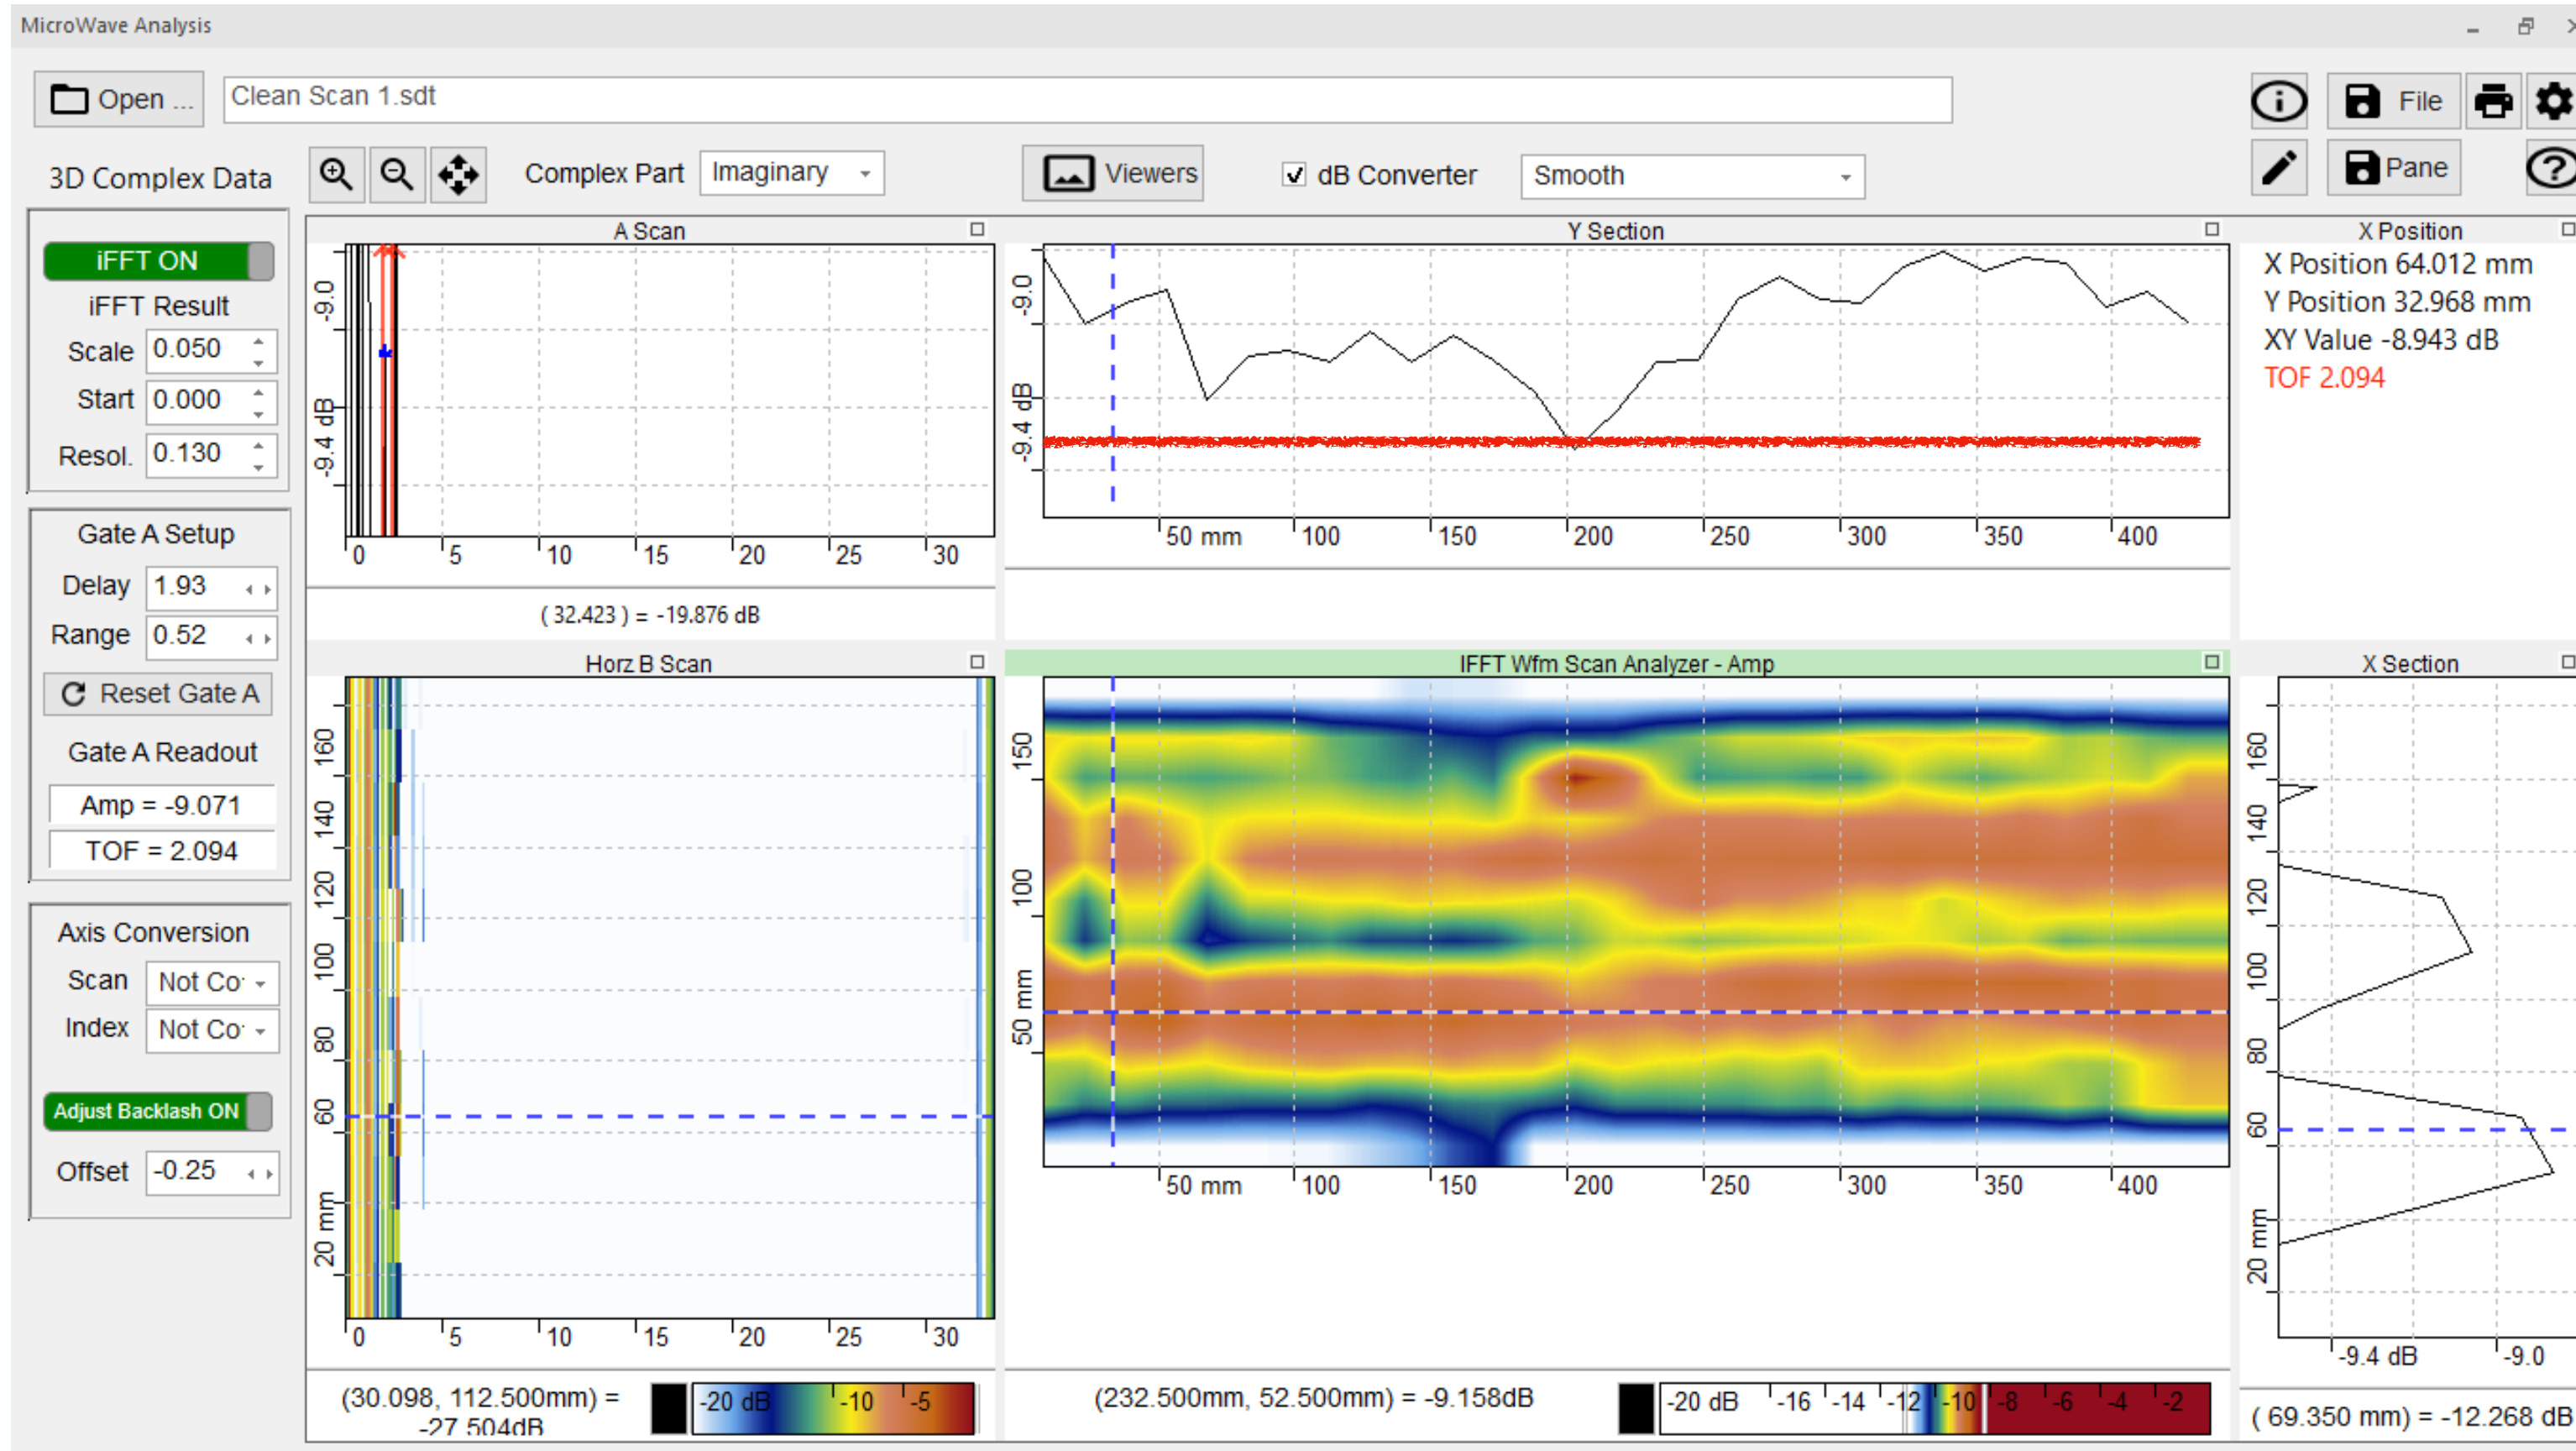 MicroWave Analysis
Open ...
Clean Scan 1.sdt
File
3D Complex Data
Complex Part
Imaginary
Viewers
dB Converter
Smooth
Pane
iFFT ON
iFFT Result
Scale 0.050
Start 0.000
Resol. 0.130
Gate A Setup
Delay 1.93
Range 0.52
Reset Gate A
Gate A Readout
Amp = -9.071
TOF = 2.094
Axis Conversion
Scan Not Co
Index Not Co
Adjust Backlash ON
Offset -0.25
A Scan
-9.0
-9.4 dB
0 5 10 15 20 25 30
( 32.423 ) = -19.876 dB
Y Section
-9.0
-9.4 dB
50 mm 100 150 200 250 300 350 400
X Position
X Position 64.012 mm
Y Position 32.968 mm
XY Value -8.943 dB
TOF 2.094
Horz B Scan
160
140
120
100
80
60
20 mm
0 5 10 15 20 25 30
(30.098, 112.500mm) =
-27.504dB
-20 dB -10 -5
IFFT Wfm Scan Analyzer - Amp
150
100
50 mm
50 mm 100 150 200 250 300 350 400
(232.500mm, 52.500mm) = -9.158dB
-20 dB -16 -14 -12 -10 -8 -6 -4 -2
X Section
160
140
120
100
80
60
20 mm
-9.4 dB -9.0
( 69.350 mm) = -12.268 dB